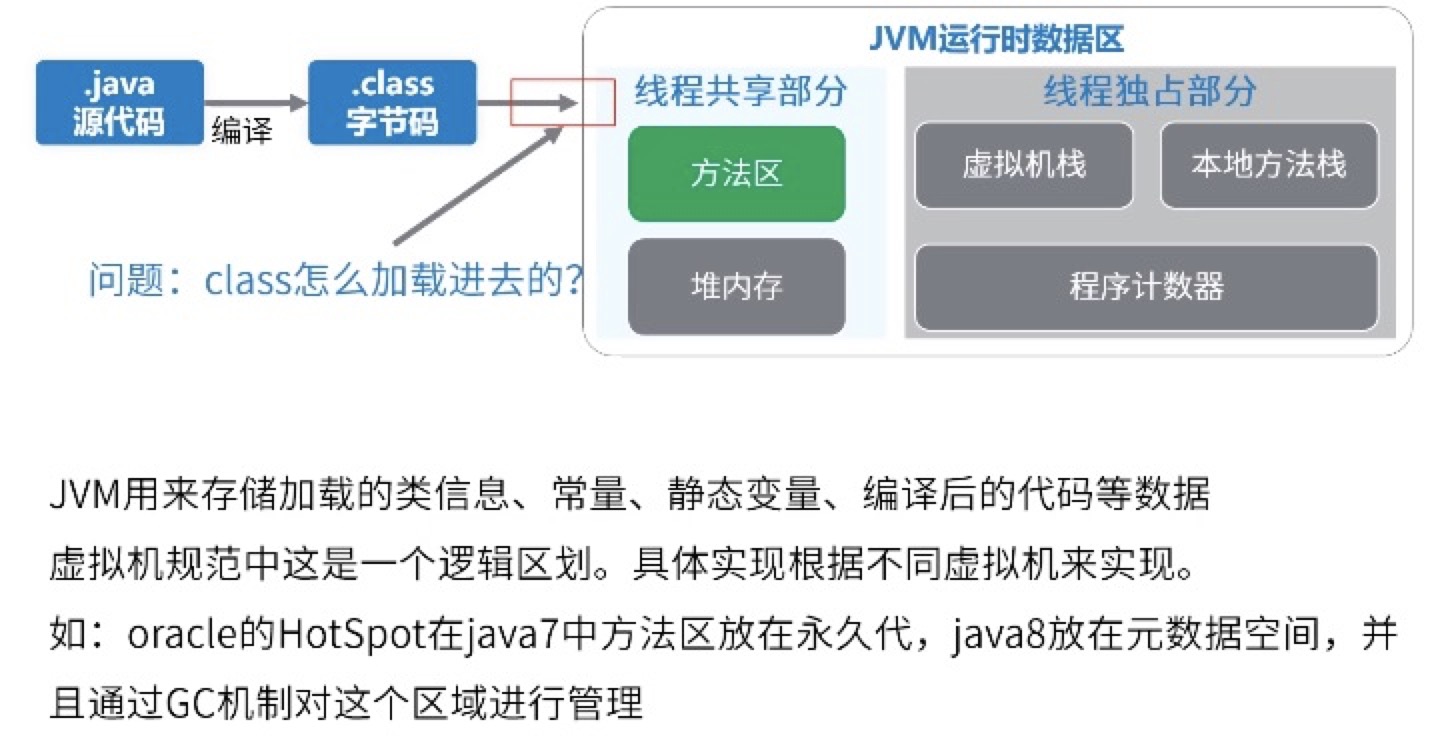 JVM运行时数据区
.java
源代码
编译
.class
字节码
线程共享部分
线程独占部分
方法区
虚拟机栈
本地方法栈
问题：class怎么加载进去的？
堆内存
程序计数器
JVM用来存储加载的类信息、常量、静态变量、编译后的代码等数据
虚拟机规范中这是一个逻辑区划。具体实现根据不同虚拟机来实现。
如：oracle的HotSpot在java7中方法区放在永久代，java8放在元数据空间，并
且通过GC机制对这个区域进行管理